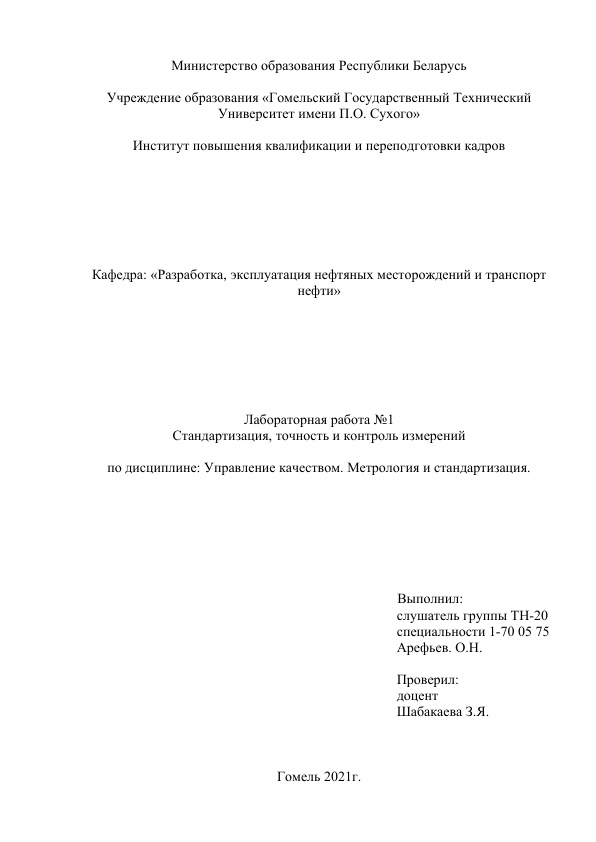 Министерство образования Республики Беларусь
Учреждение образования «Гомельский Государственный Технический
Университет имени П.О. Сухого»
Институт повышения квалификации и переподготовки кадров
Кафедра: «Разработка, эксплуатация нефтяных месторождений и транспорт
нефти»
Лабораторная работа №1
Стандартизация, точность и контроль измерений
по дисциплине: Управление качеством. Метрология и стандартизация.
Выполнил:
слушатель группы ТН-20
специальности 1-70 05 75
Арефьев. О.Н.
Проверил:
доцент
Шабакаева З.Я.
Гомель 2021г.